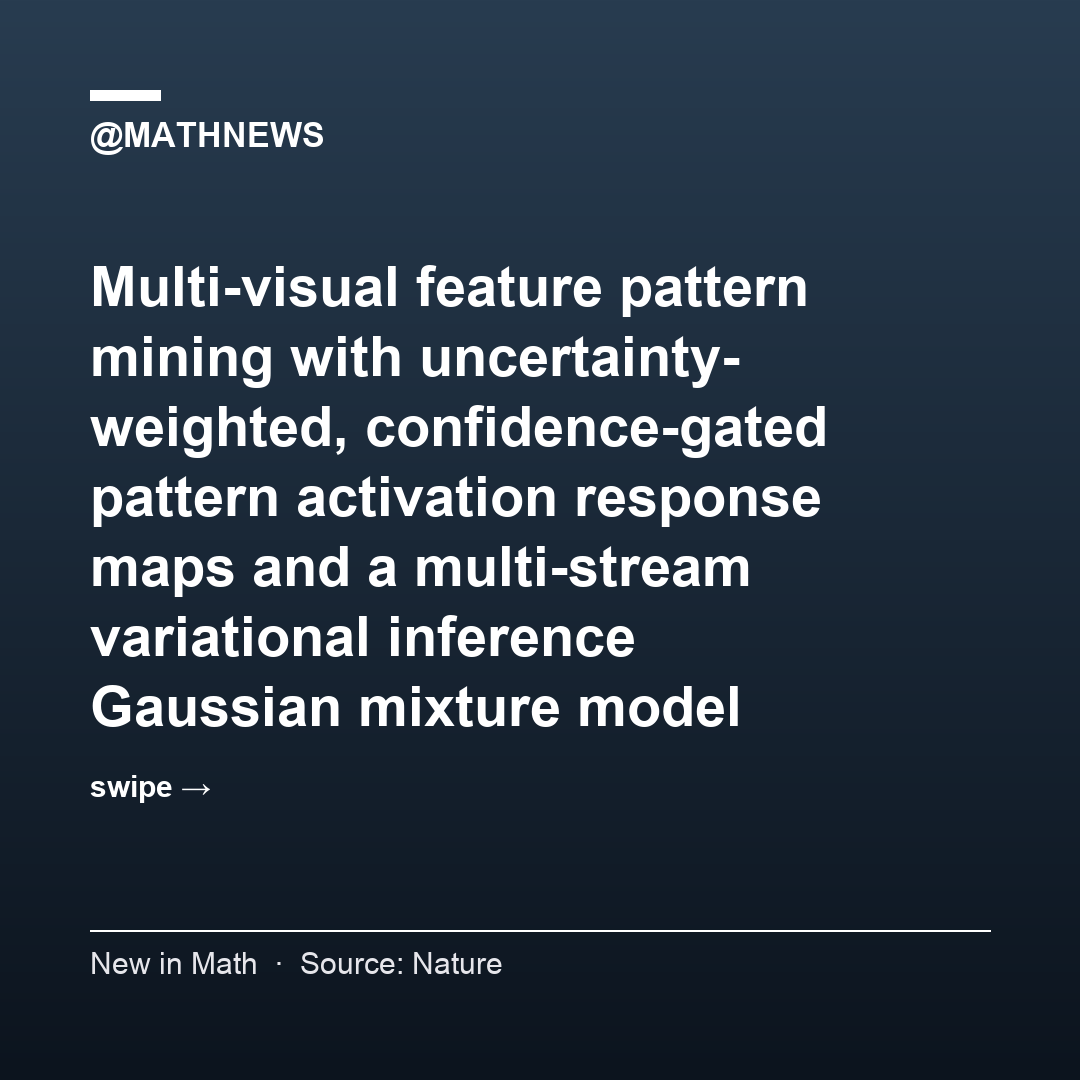 @MATHNEWS
Multi-visual feature pattern
mining with uncertainty-
weighted, confidence-gated
pattern activation response
maps and a multi-stream
variational inference
Gaussian mixture model
swipe →
New in Math · Source: Nature